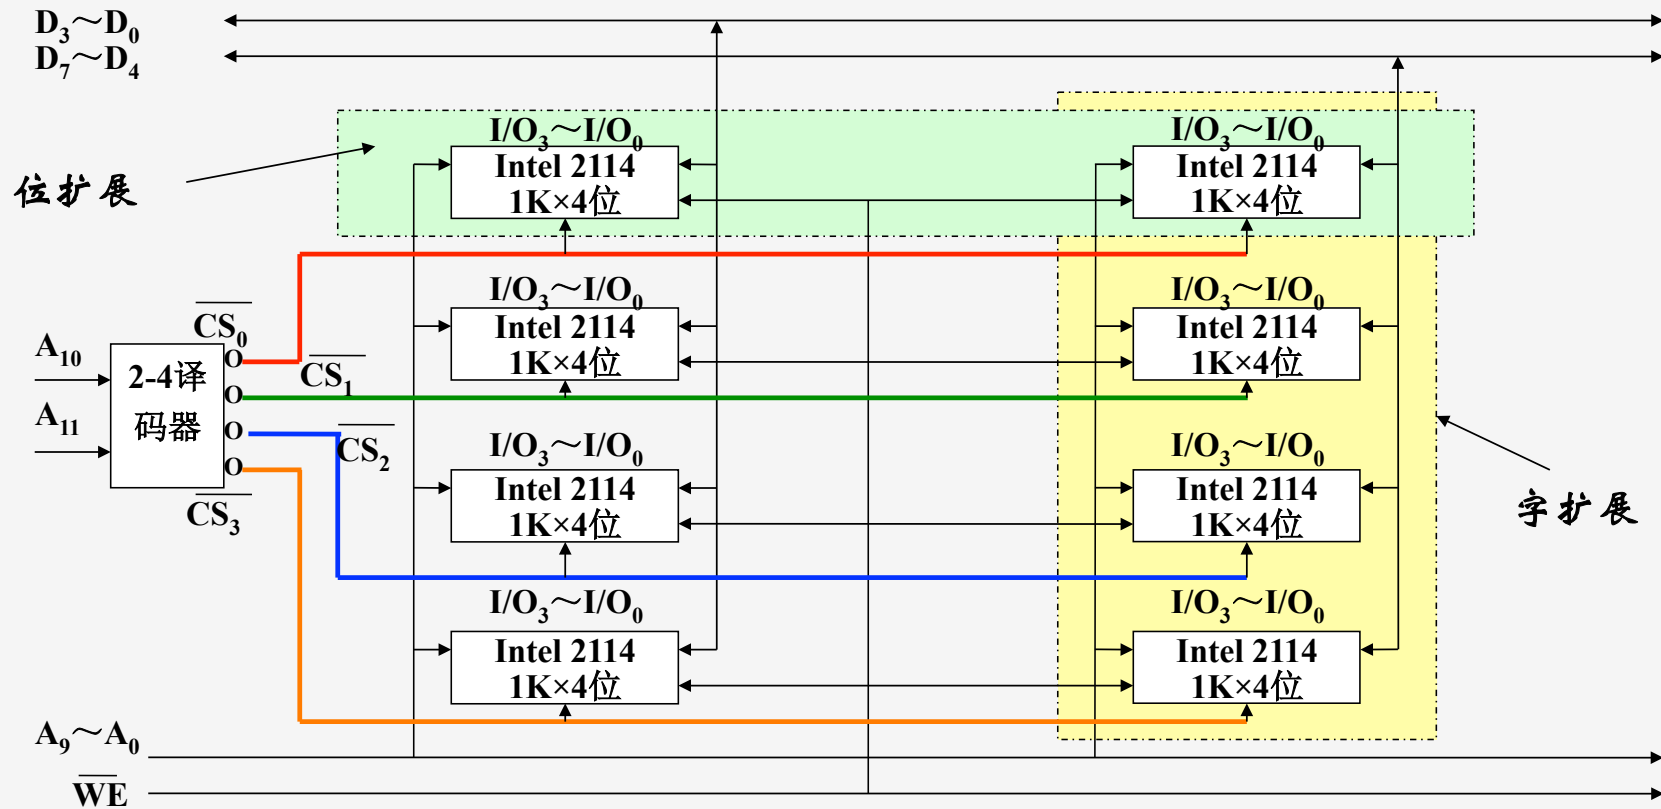 D₃～D₀
D₇～D₄
I/O₃～I/O₀
I/O₃～I/O₀
Intel 2114
1K×4位
Intel 2114
1K×4位
位扩展
I/O₃～I/O₀
I/O₃～I/O₀
CS₀
Intel 2114
1K×4位
Intel 2114
1K×4位
A₁₀
CS₁
2-4译
码器
A₁₁
CS₂
I/O₃～I/O₀
I/O₃～I/O₀
Intel 2114
1K×4位
Intel 2114
1K×4位
CS₃
字扩展
I/O₃～I/O₀
I/O₃～I/O₀
Intel 2114
1K×4位
Intel 2114
1K×4位
A₉～A₀
WE